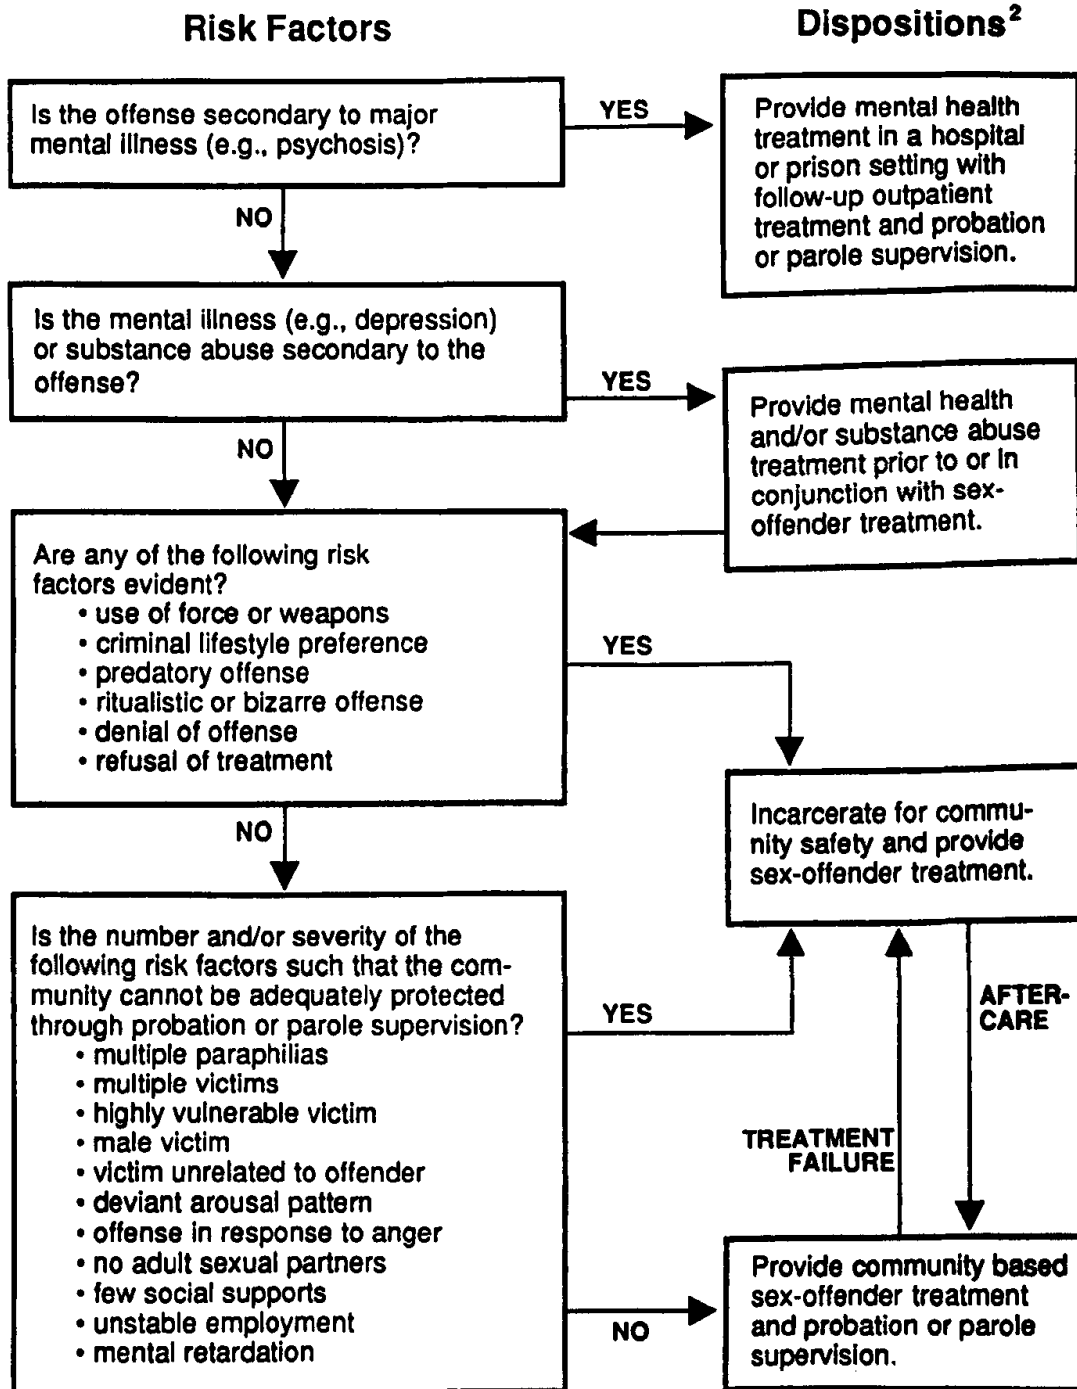 Risk Factors
Dispositions²
Is the offense secondary to major
mental illness (e.g., psychosis)?
YES
Provide mental health
treatment in a hospital
or prison setting with
follow-up outpatient
treatment and probation
or parole supervision.
NO
Is the mental illness (e.g., depression)
or substance abuse secondary to the
offense?
YES
Provide mental health
and/or substance abuse
treatment prior to or in
conjunction with sex-
offender treatment.
NO
Are any of the following risk
factors evident?
• use of force or weapons
• criminal lifestyle preference
• predatory offense
• ritualistic or bizarre offense
• denial of offense
• refusal of treatment
YES
Incarcerate for commu-
nity safety and provide
sex-offender treatment.
NO
Is the number and/or severity of the
following risk factors such that the com-
munity cannot be adequately protected
through probation or parole supervision?
• multiple paraphilias
• multiple victims
• highly vulnerable victim
• male victim
• victim unrelated to offender
• deviant arousal pattern
• offense in response to anger
• no adult sexual partners
• few social supports
• unstable employment
• mental retardation
YES
AFTER-
CARE
TREATMENT
FAILURE
NO
Provide community based
sex-offender treatment
and probation or parole
supervision.